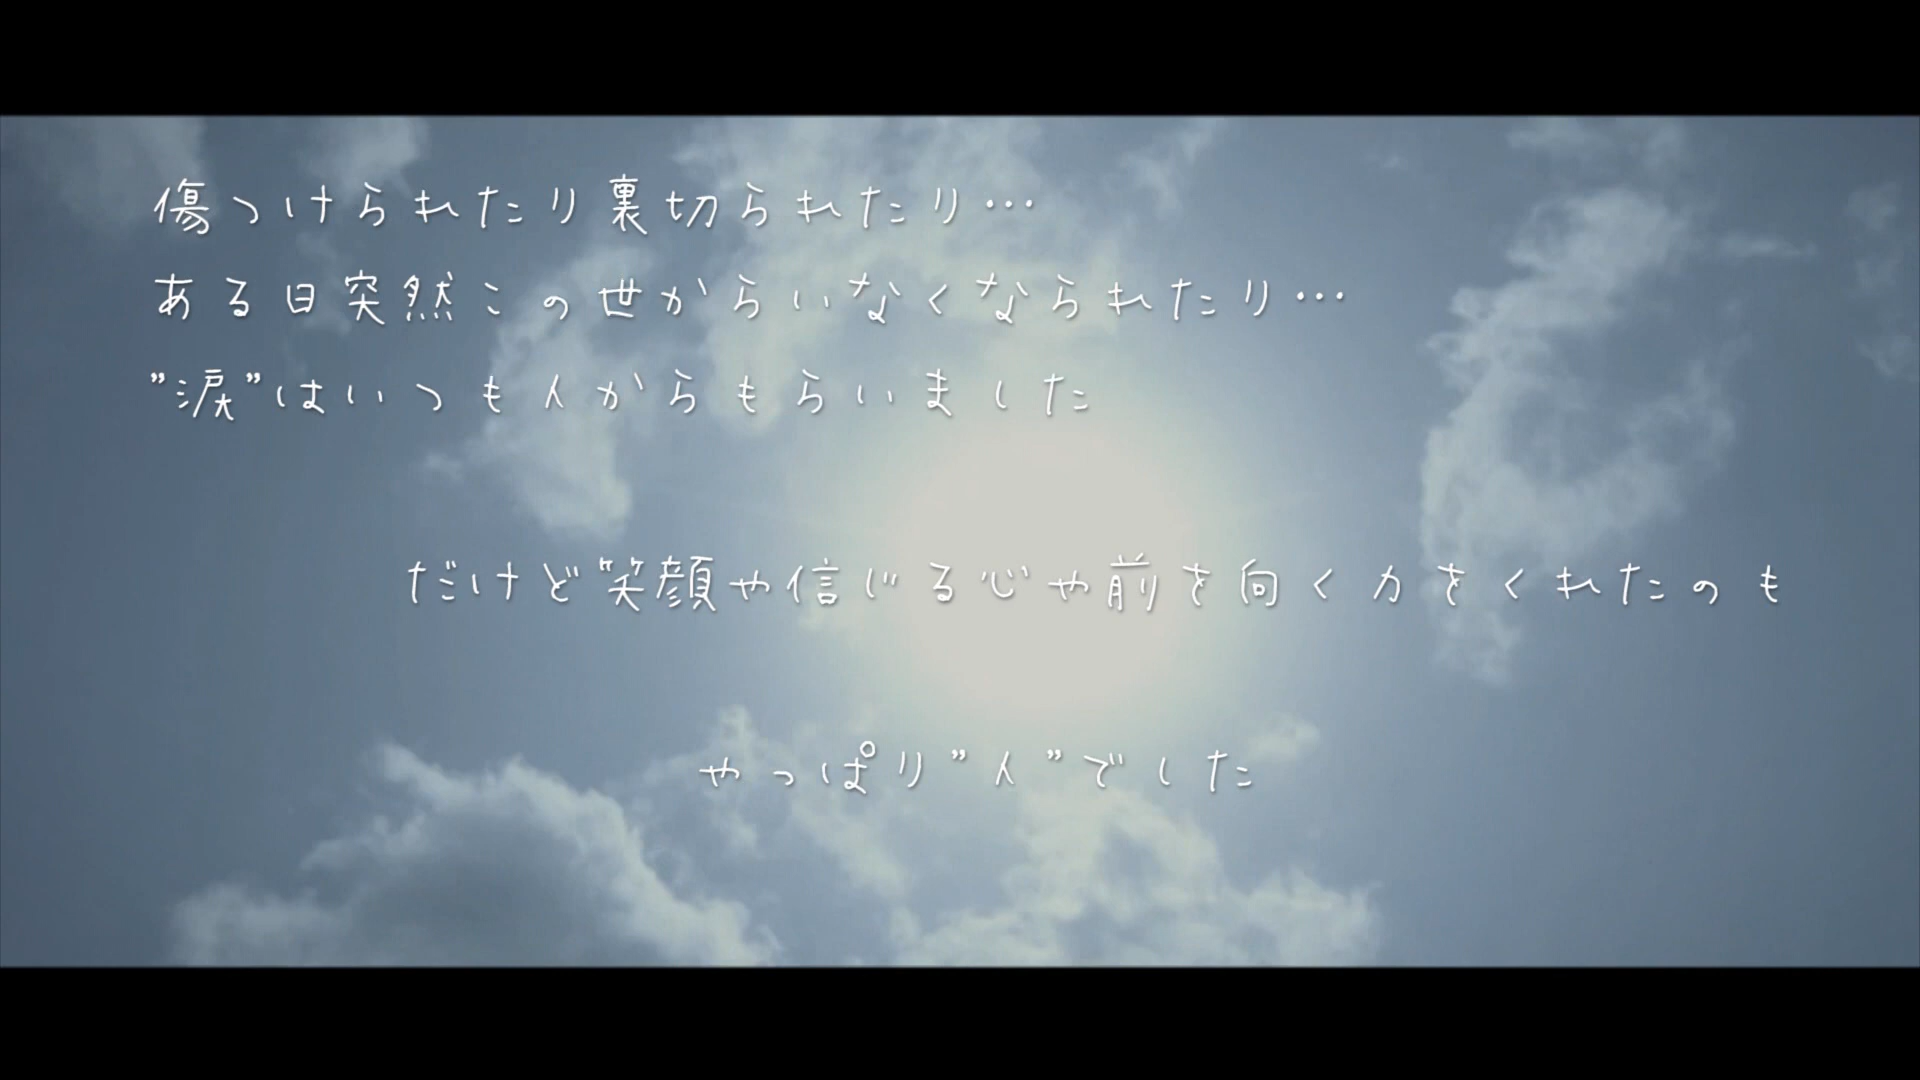 傷つけられたり裏切られたり…
ある日突然この世からいなくなられたり…
”涙”はいつも人からもらいました
だけど笑顔や信じる心や前を向く力をくれたのも
やっぱり”人”でした